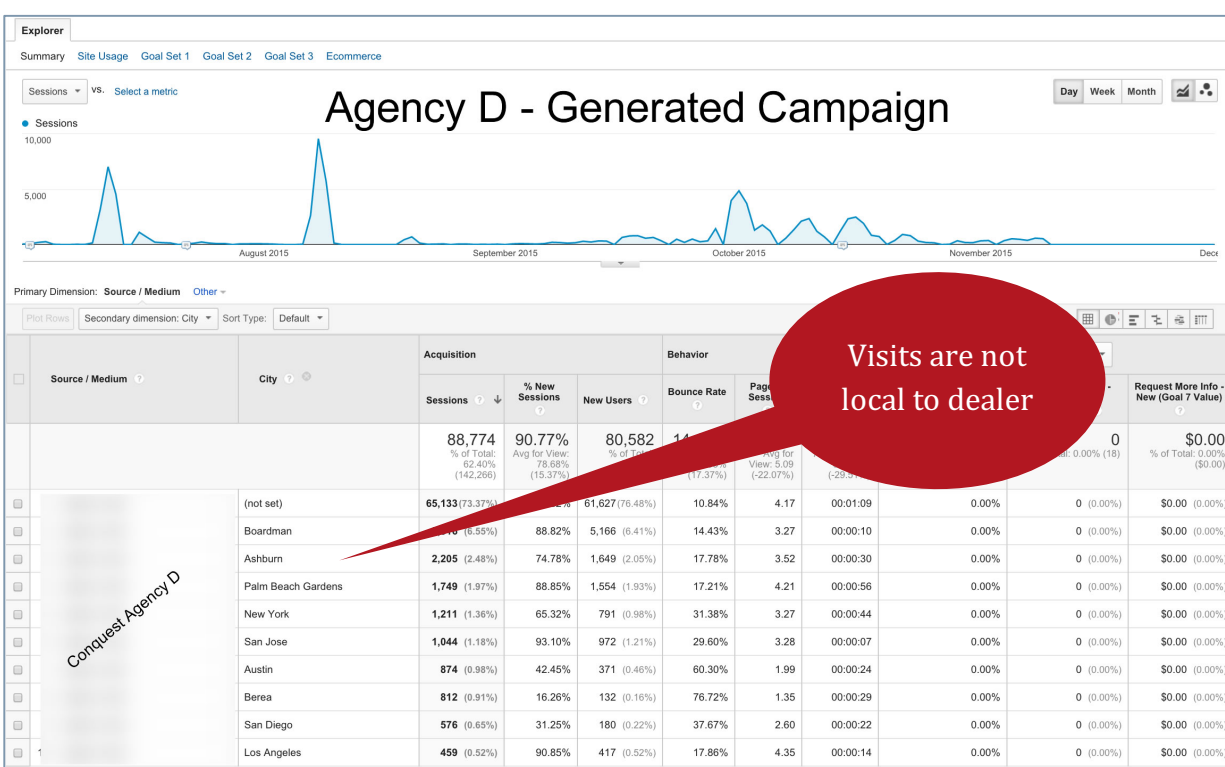 Explorer
Summary Site Usage Goal Set 1 Goal Set 2 Goal Set 3 Ecommerce
Sessions VS. Select a metric
Agency D - Generated Campaign
Day Week Month
Sessions
10,000
5,000
August 2015 September 2015 October 2015 November 2015
Primary Dimension: Source / Medium Other
Plot Rows Secondary dimension: City Sort Type: Default
Visits are not
local to dealer
Acquisition Behavior
Source / Medium City Sessions % New Sessions New Users Bounce Rate Request More Info - New (Goal 7 Value)
88,774 90.77% 80,582 0 $0.00
% of Total: Avg for View: % of Total: 0.00% (18) % of Total: 0.00%
62.40% 78.68% View: 5.09 ($0.00)
(142,266) (15.37%) (17.37%) (-22.07%)
(not set) 65,133 (73.37%) 61,627 (76.48%) 10.84% 4.17 00:01:09 0.00% 0 (0.00%) $0.00 (0.00%)
Boardman (6.55%) 88.82% 5,166 (6.41%) 14.43% 3.27 00:00:10 0.00% 0 (0.00%) $0.00 (0.00%)
Ashburn 2,205 (2.48%) 74.78% 1,649 (2.05%) 17.78% 3.52 00:00:30 0.00% 0 (0.00%) $0.00 (0.00%)
Palm Beach Gardens 1,749 (1.97%) 88.85% 1,554 (1.93%) 17.21% 4.21 00:00:56 0.00% 0 (0.00%) $0.00 (0.00%)
New York 1,211 (1.36%) 65.32% 791 (0.98%) 31.38% 3.27 00:00:44 0.00% 0 (0.00%) $0.00 (0.00%)
San Jose 1,044 (1.18%) 93.10% 972 (1.21%) 29.60% 3.28 00:00:07 0.00% 0 (0.00%) $0.00 (0.00%)
Austin 874 (0.98%) 42.45% 371 (0.46%) 60.30% 1.99 00:00:24 0.00% 0 (0.00%) $0.00 (0.00%)
Berea 812 (0.91%) 16.26% 132 (0.16%) 76.72% 1.35 00:00:29 0.00% 0 (0.00%) $0.00 (0.00%)
San Diego 576 (0.65%) 31.25% 180 (0.22%) 37.67% 2.60 00:00:22 0.00% 0 (0.00%) $0.00 (0.00%)
Los Angeles 459 (0.52%) 90.85% 417 (0.52%) 17.86% 4.35 00:00:14 0.00% 0 (0.00%) $0.00 (0.00%)
Conquest Agency D